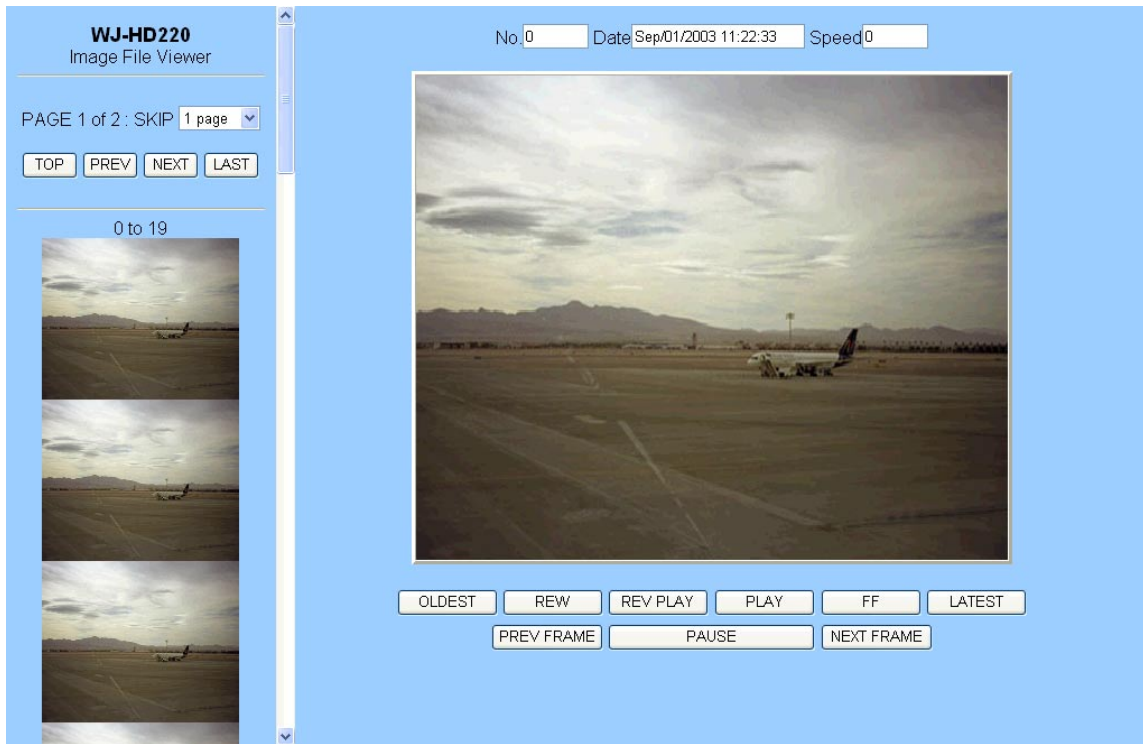 WJ-HD220
Image File Viewer
PAGE 1 of 2 : SKIP 1 page
TOP PREV NEXT LAST
0 to 19
No. 0 Date Sep/01/2003 11:22:33 Speed 0
OLDEST REW REV PLAY PLAY FF LATEST
PREV FRAME PAUSE NEXT FRAME